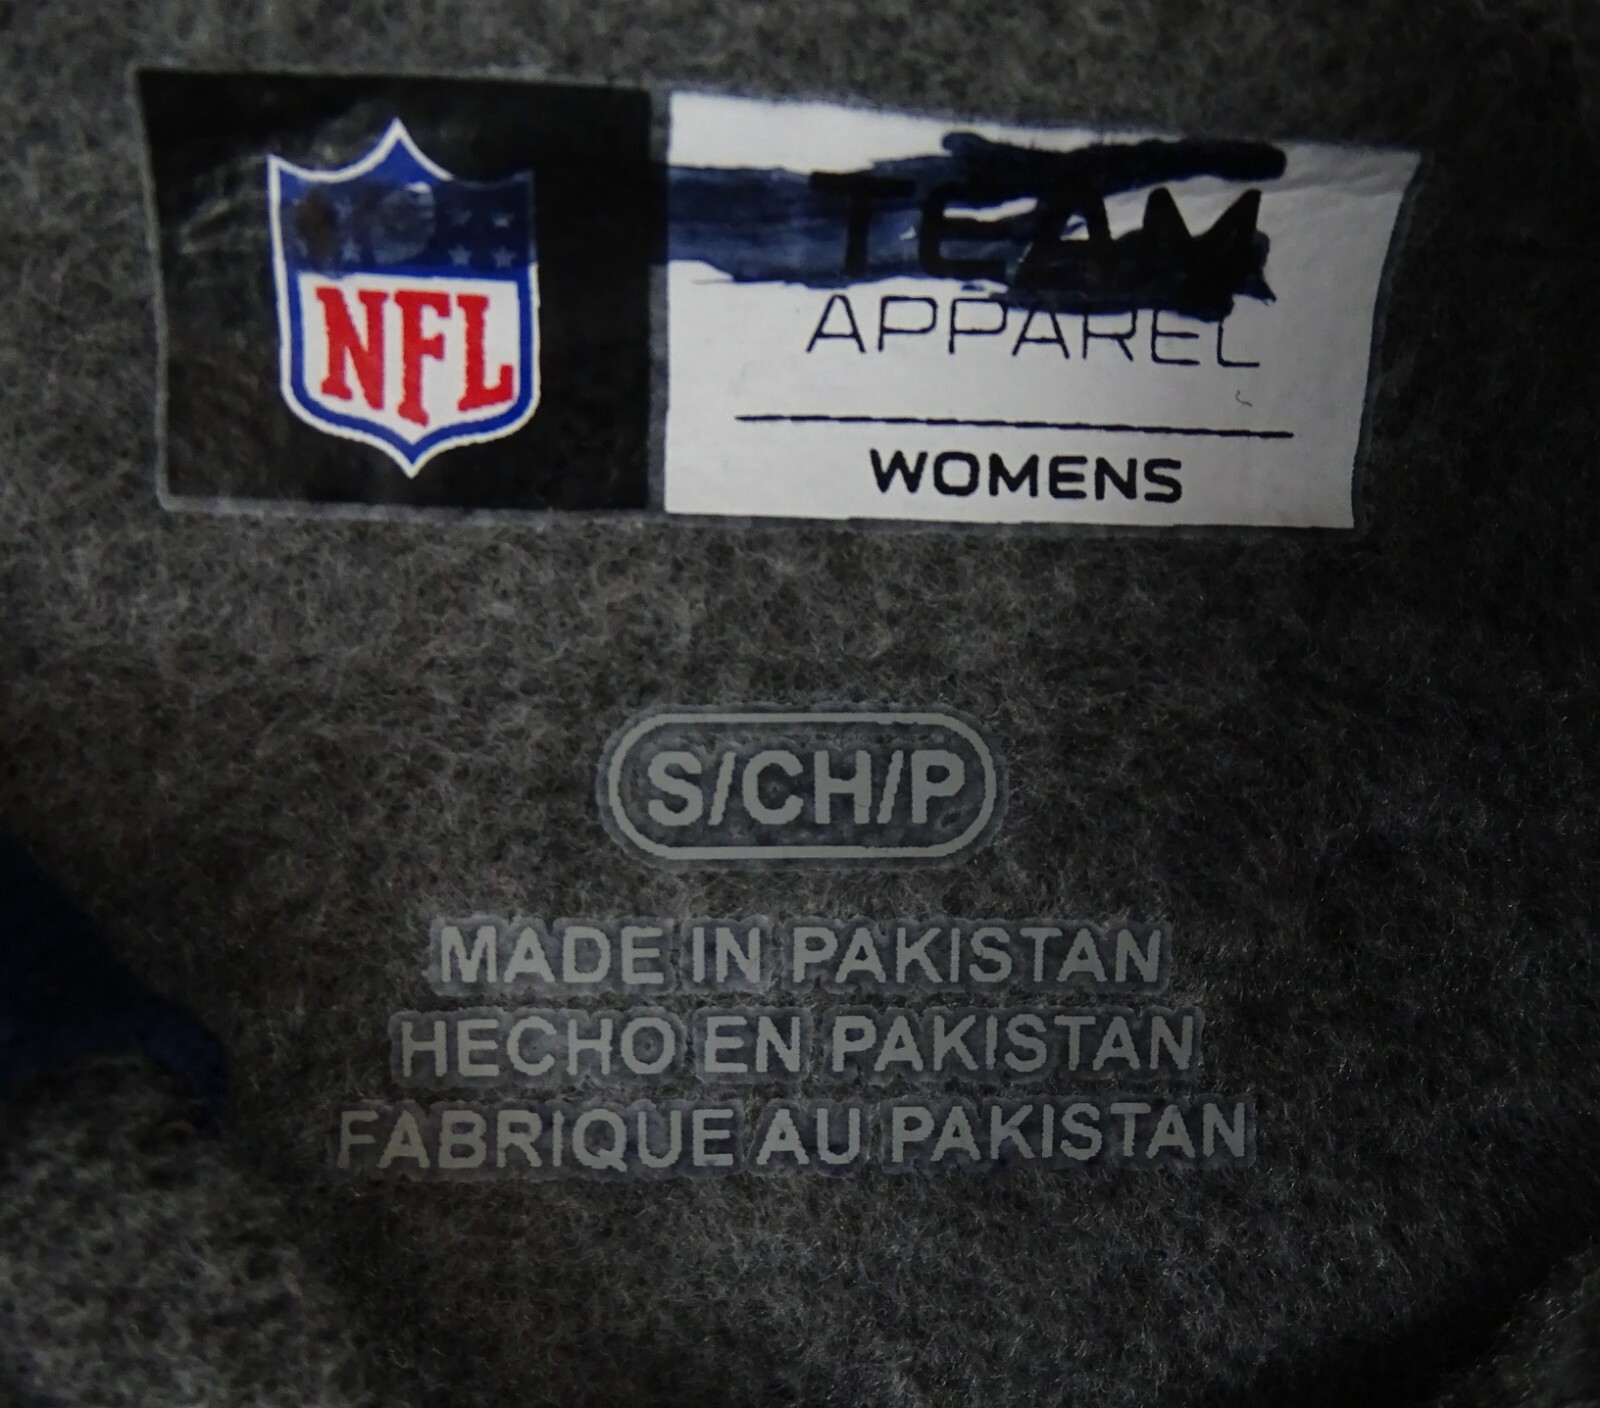 NFL
TEAM
APPAREL
WOMENS
S/CH/P
MADE IN PAKISTAN
HECHO EN PAKISTAN
FABRIQUE AU PAKISTAN